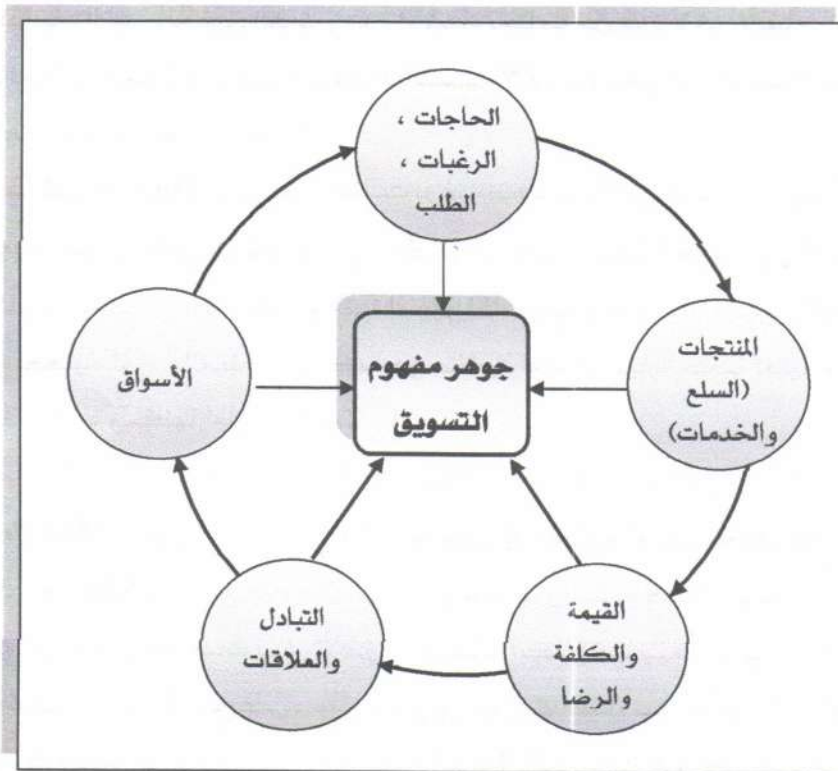 الحاجات ،
الرغبات ،
الطلب
المنتجات
(السلع
والخدمات)
القيمة
والكلفة
والرضا
التبادل
والعلاقات
الأسواق
جوهر مفهوم
التسويق